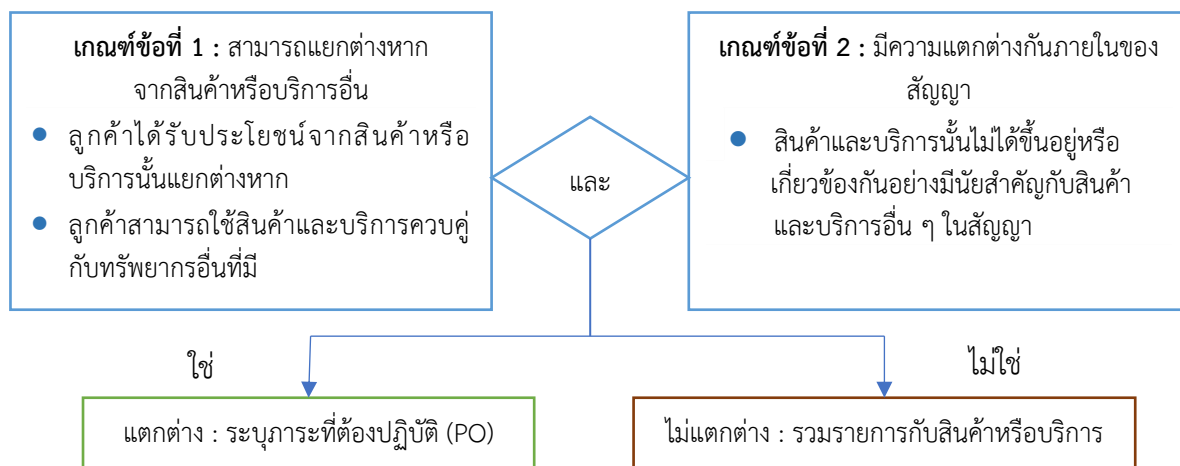 เกณฑ์ข้อที่ 1 : สามารถแยกต่างหาก
จากสินค้าหรือบริการอื่น
● ลูกค้าได้รับประโยชน์จากสินค้าหรือ
บริการนั้นแยกต่างหาก
● ลูกค้าสามารถใช้สินค้าและบริการควบคู่
กับทรัพยากรอื่นที่มี
และ
เกณฑ์ข้อที่ 2 : มีความแตกต่างกันภายในของ
สัญญา
● สินค้าและบริการนั้นไม่ได้ขึ้นอยู่หรือ
เกี่ยวข้องกันอย่างมีนัยสำคัญกับสินค้า
และบริการอื่น ๆ ในสัญญา
ใช่
ไม่ใช่
แตกต่าง : ระบุภาระที่ต้องปฏิบัติ (PO)
ไม่แตกต่าง : รวมรายการกับสินค้าหรือบริการ